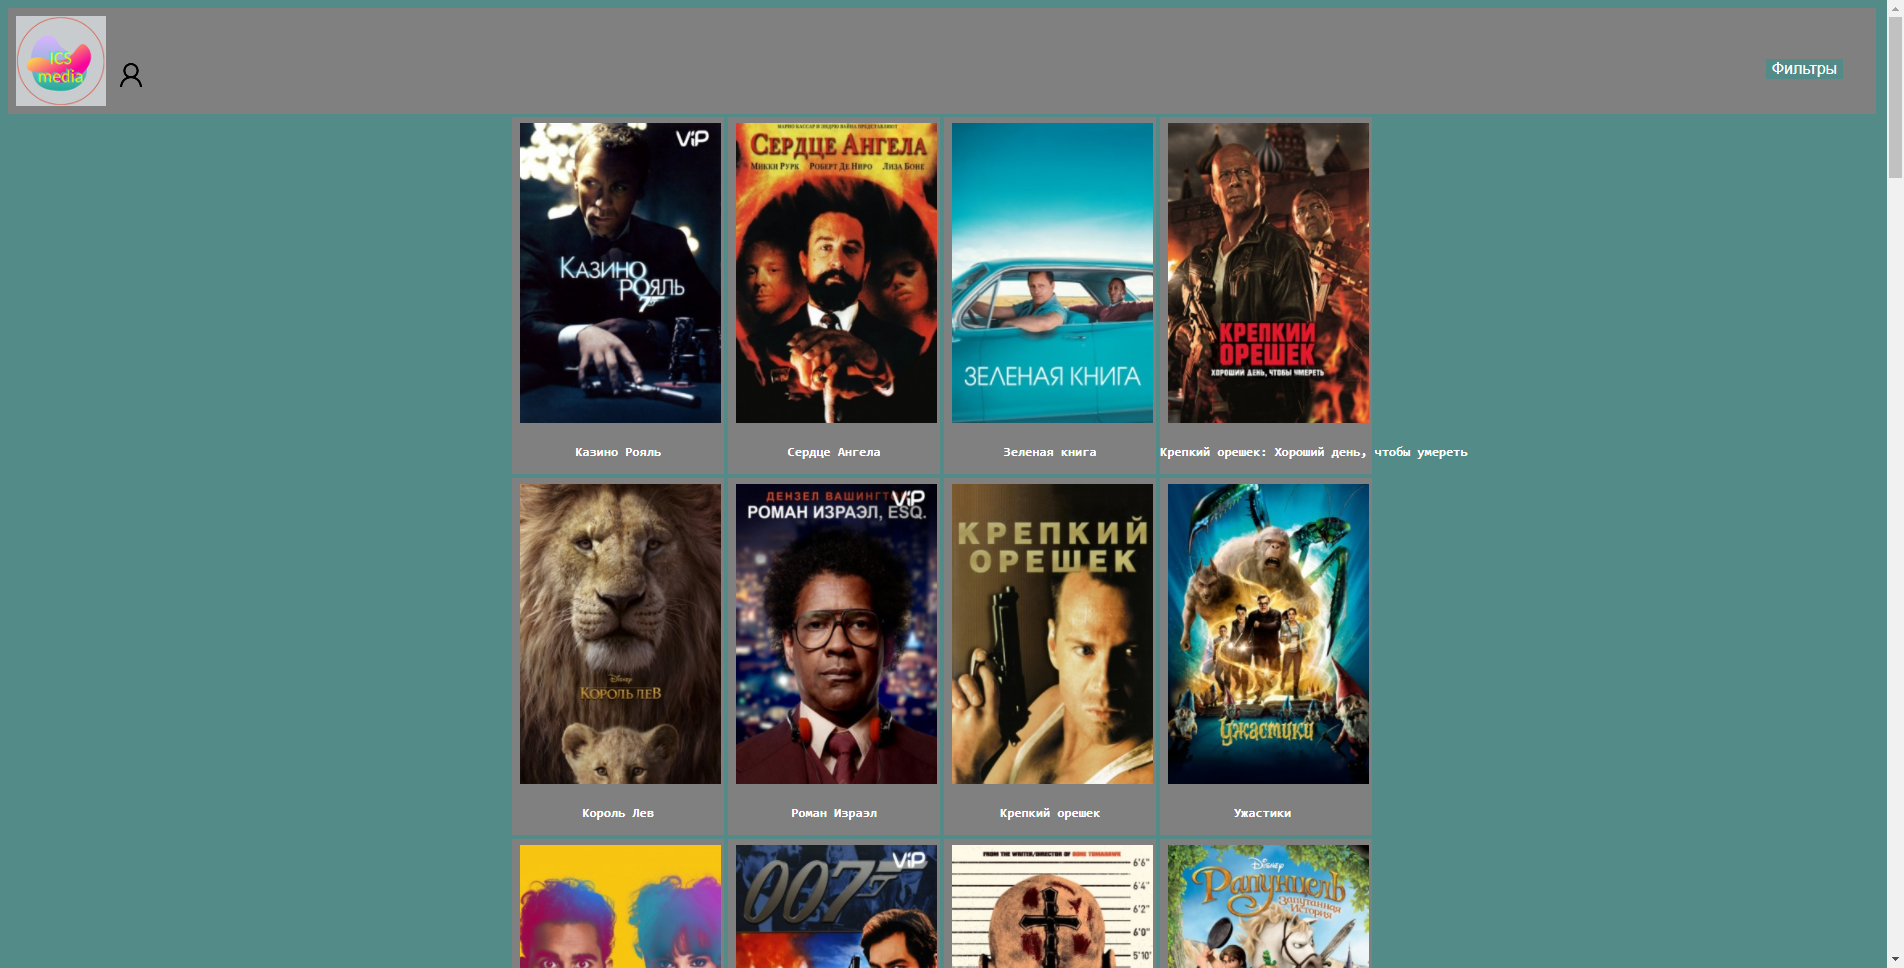 ICS
media
Фильтры
ViP
КАЗИНО
РОЯЛЬ
007
Казино Рояль
МАРИО КАССАР И ЭНДРЮ ВАЙНА ПРЕДСТАВЛЯЮТ
СЕРДЦЕ АНГЕЛА
МИККИ РУРК РОБЕРТ ДЕ НИРО ЛИЗА БОНЕ
Сердце Ангела
ЗЕЛЕНАЯ КНИГА
Зеленая книга
КРЕПКИЙ
ОРЕШЕК
ХОРОШИЙ ДЕНЬ, ЧТОБЫ УМЕРЕТЬ
Крепкий орешек: Хороший день, чтобы умереть
Disney
КОРОЛЬ ЛЕВ
Король Лев
ДЕНЗЕЛ
ViP
РОМАН ИЗРАЭЛ, ESQ.
Роман Израэл
КРЕПКИЙ
ОРЕШЕК
Крепкий орешек
Ужастики
Ужастики
ViP
007
FROM THE WRITER/DIRECTOR OF BONE TOMAHAWK
6'6"
6'4"
6'2"
6'0"
5'10"
Disney
Рапунцель
Запутанная
История